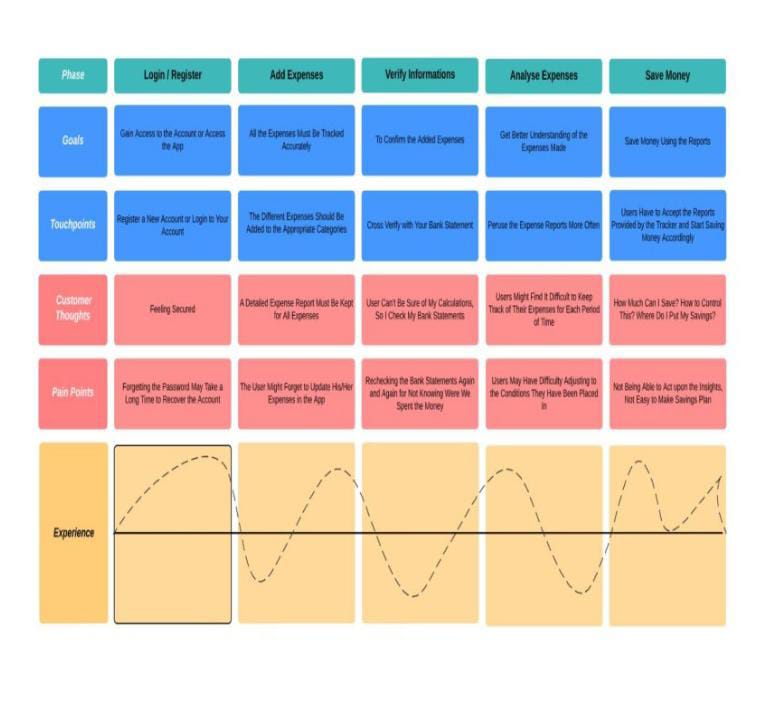 Phase
Login / Register
Add Expenses
Verify Informations
Analyse Expenses
Save Money
Goals
Gain Access to the Account or Access
the App
All the Expenses Must Be Tracked
Accurately
To Confirm the Added Expenses
Get Better Understanding of the
Expenses Made
Save Money Using the Reports
Touchpoints
Register a New Account or Login to Your
Account
The Different Expenses Should Be
Added to the Appropriate Categories
Cross Verify with Your Bank Statement
Peruse the Expense Reports More Often
Users Have to Accept the Reports
Provided by the Tracker and Start Saving
Money Accordingly
Customer
Thoughts
Feeling Secured
A Detailed Expense Report Must Be Kept
for All Expenses
User Can't Be Sure of My Calculations,
So I Check My Bank Statements
Users Might Find It Difficult to Keep
Track of Their Expenses for Each Period
of Time
How Much Can I Save? How to Control
This? Where Do I Put My Savings?
Pain Points
Forgetting the Password May Take a
Long Time to Recover the Account
The User Might Forget to Update His/Her
Expenses in the App
Rechecking the Bank Statements Again
and Again for Not Knowing Were We
Spent the Money
Users May Have Difficulty Adjusting to
the Conditions They Have Been Placed
in
Not Being Able to Act upon the Insights,
Not Easy to Make Savings Plan
Experience